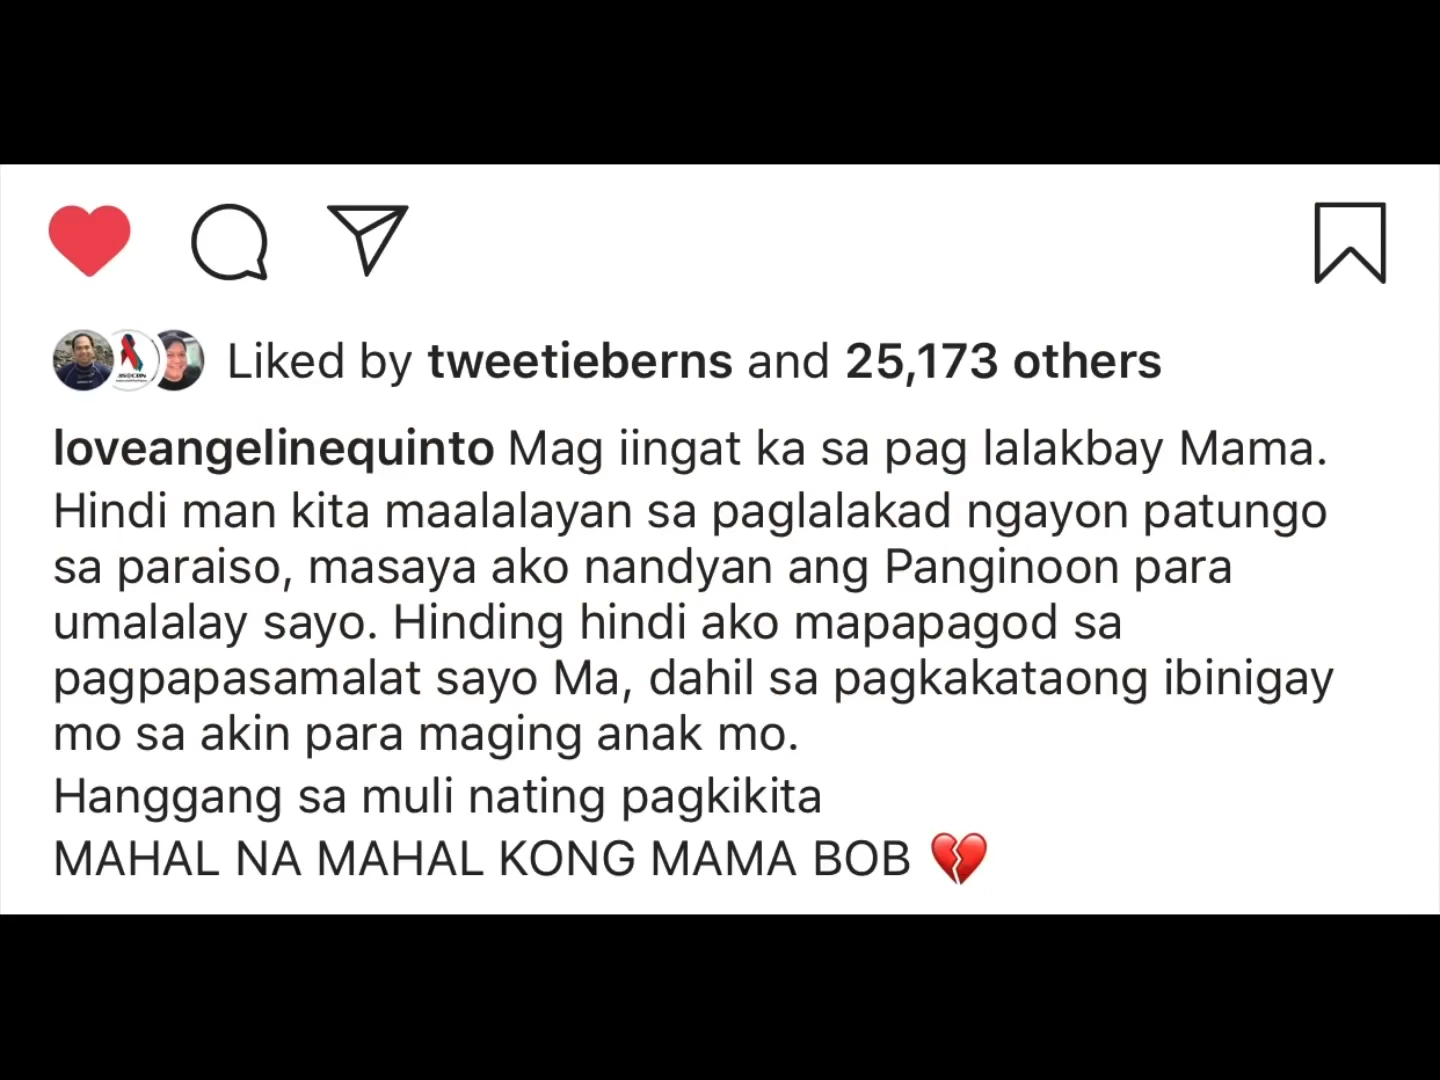 Liked by tweetieberns and 25,173 others
loveangelinequinto Mag iingat ka sa pag lalakbay Mama.
Hindi man kita maalalayan sa paglalakad ngayon patungo
sa paraiso, masaya ako nandyan ang Panginoon para
umalalay sayo. Hinding hindi ako mapapagod sa
pagpapasamalat sayo Ma, dahil sa pagkakataong ibinigay
mo sa akin para maging anak mo.
Hanggang sa muli nating pagkikita
MAHAL NA MAHAL KONG MAMA BOB 💔